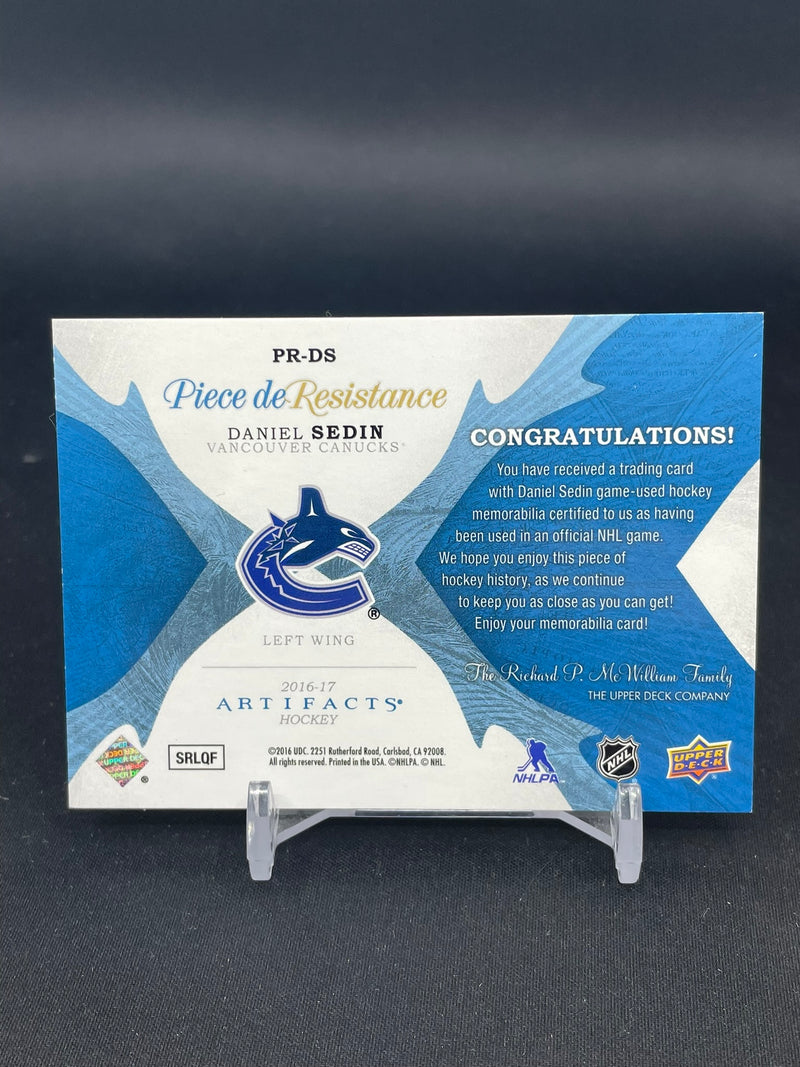 PR-DS
Piece de Resistance
DANIEL SEDIN
VANCOUVER CANUCKS®
®
LEFT WING
2016-17
ARTIFACTS®
HOCKEY
SRLQF
©2016 UDC. 2251 Rutherford Road, Carlsbad, CA 92008.
All rights reserved. Printed in the USA. ©NHLPA. © NHL.
CONGRATULATIONS!
You have received a trading card
with Daniel Sedin game-used hockey
memorabilia certified to us as having
been used in an official NHL game.
We hope you enjoy this piece of
hockey history, as we continue
to keep you as close as you can get!
Enjoy your memorabilia card!
The Richard P. McWilliam Family
THE UPPER DECK COMPANY
NHLPA
NHL
UPPER
D·E·C·K